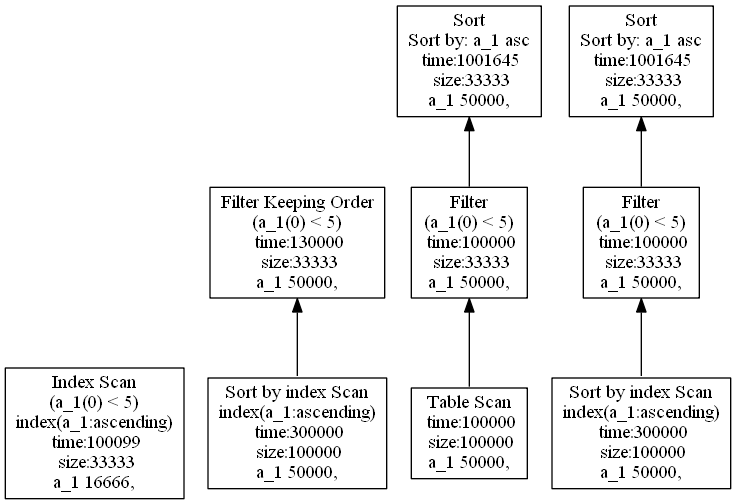 Sort
Sort by: a_1 asc
time:1001645
size:33333
a_1 50000,
Sort
Sort by: a_1 asc
time:1001645
size:33333
a_1 50000,
Filter Keeping Order
(a_1(0) < 5)
time:130000
size:33333
a_1 50000,
Filter
(a_1(0) < 5)
time:100000
size:33333
a_1 50000,
Filter
(a_1(0) < 5)
time:100000
size:33333
a_1 50000,
Index Scan
(a_1(0) < 5)
index(a_1:ascending)
time:100099
size:33333
a_1 16666,
Sort by index Scan
index(a_1:ascending)
time:300000
size:100000
a_1 50000,
Table Scan
time:100000
size:100000
a_1 50000,
Sort by index Scan
index(a_1:ascending)
time:300000
size:100000
a_1 50000,